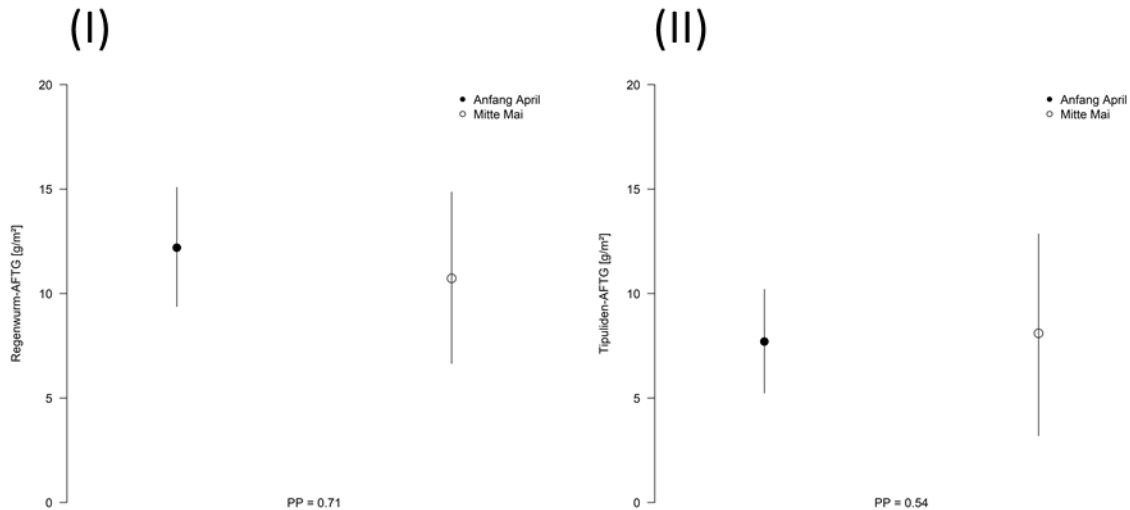 (I)
20
15
10
5
0
Regenwurm-AFTG [g/m²]
Anfang April
Mitte Mai
PP = 0.71
(II)
20
15
10
5
0
Tipuliden-AFTG [g/m²]
Anfang April
Mitte Mai
PP = 0.54